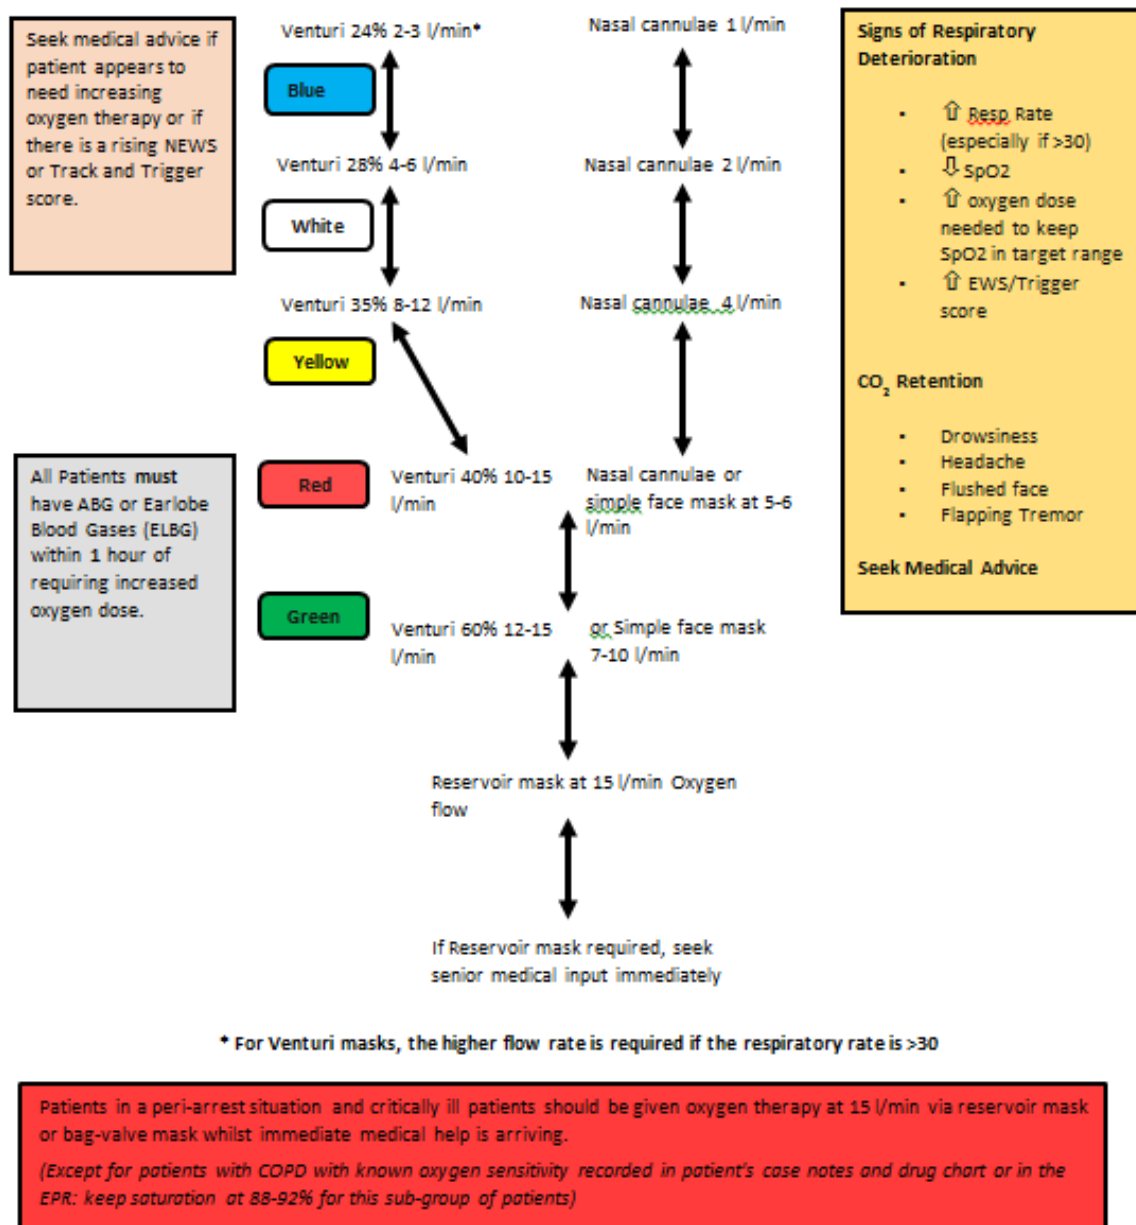 Seek medical advice if
patient appears to
need increasing
oxygen therapy or if
there is a rising NEWS
or Track and Trigger
score.
Venturi 24% 2-3 l/min*
Blue
Venturi 28% 4-6 l/min
White
Venturi 35% 8-12 l/min
Yellow
Nasal cannulae 1 l/min
Nasal cannulae 2 l/min
Nasal cannulae 4 l/min
All Patients must
have ABG or Earlobe
Blood Gases (ELBG)
within 1 hour of
requiring increased
oxygen dose.
Red
Venturi 40% 10-15
l/min
Nasal cannulae or
simple face mask at 5-6
l/min
Green
Venturi 60% 12-15
l/min
or Simple face mask
7-10 l/min
Reservoir mask at 15 l/min Oxygen
flow
If Reservoir mask required, seek
senior medical input immediately
Signs of Respiratory
Deterioration
• ⇧ Resp Rate
(especially if >30)
• ⇩ SpO2
• ⇧ oxygen dose
needed to keep
SpO2 in target range
• ⇧ EWS/Trigger
score
CO₂ Retention
• Drowsiness
• Headache
• Flushed face
• Flapping Tremor
Seek Medical Advice
* For Venturi masks, the higher flow rate is required if the respiratory rate is >30
Patients in a peri-arrest situation and critically ill patients should be given oxygen therapy at 15 l/min via reservoir mask
or bag-valve mask whilst immediate medical help is arriving.
(Except for patients with COPD with known oxygen sensitivity recorded in patient's case notes and drug chart or in the
EPR: keep saturation at 88-92% for this sub-group of patients)